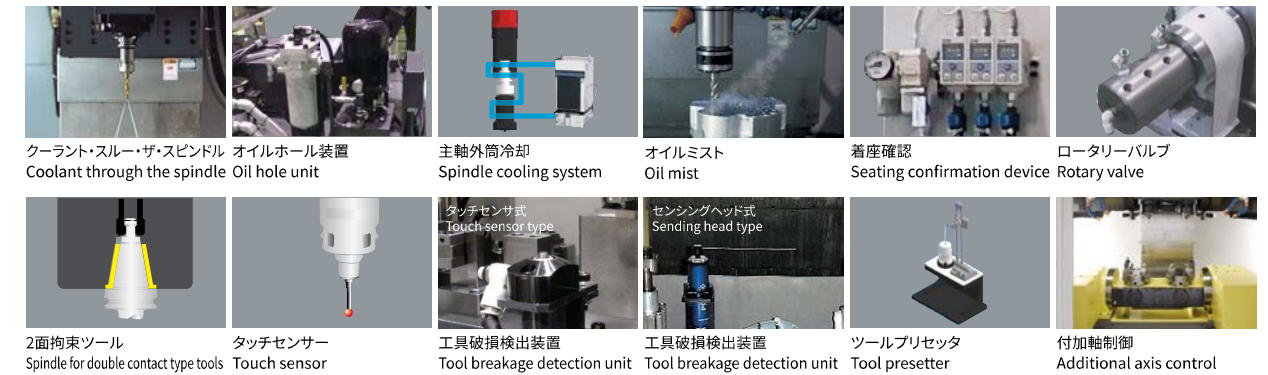 クーラント・スルー・ザ・スピンドル
Coolant through the spindle
オイルホール装置
Oil hole unit
主軸外筒冷却
Spindle cooling system
オイルミスト
Oil mist
着座確認
Seating confirmation device
ロータリーバルブ
Rotary valve
2面拘束ツール
Spindle for double contact type tools
タッチセンサー
Touch sensor
タッチセンサ式
Touch sensor type
工具破損検出装置
Tool breakage detection unit
センシングヘッド式
Sending head type
工具破損検出装置
Tool breakage detection unit
ツールプリセッタ
Tool presetter
付加軸制御
Additional axis control